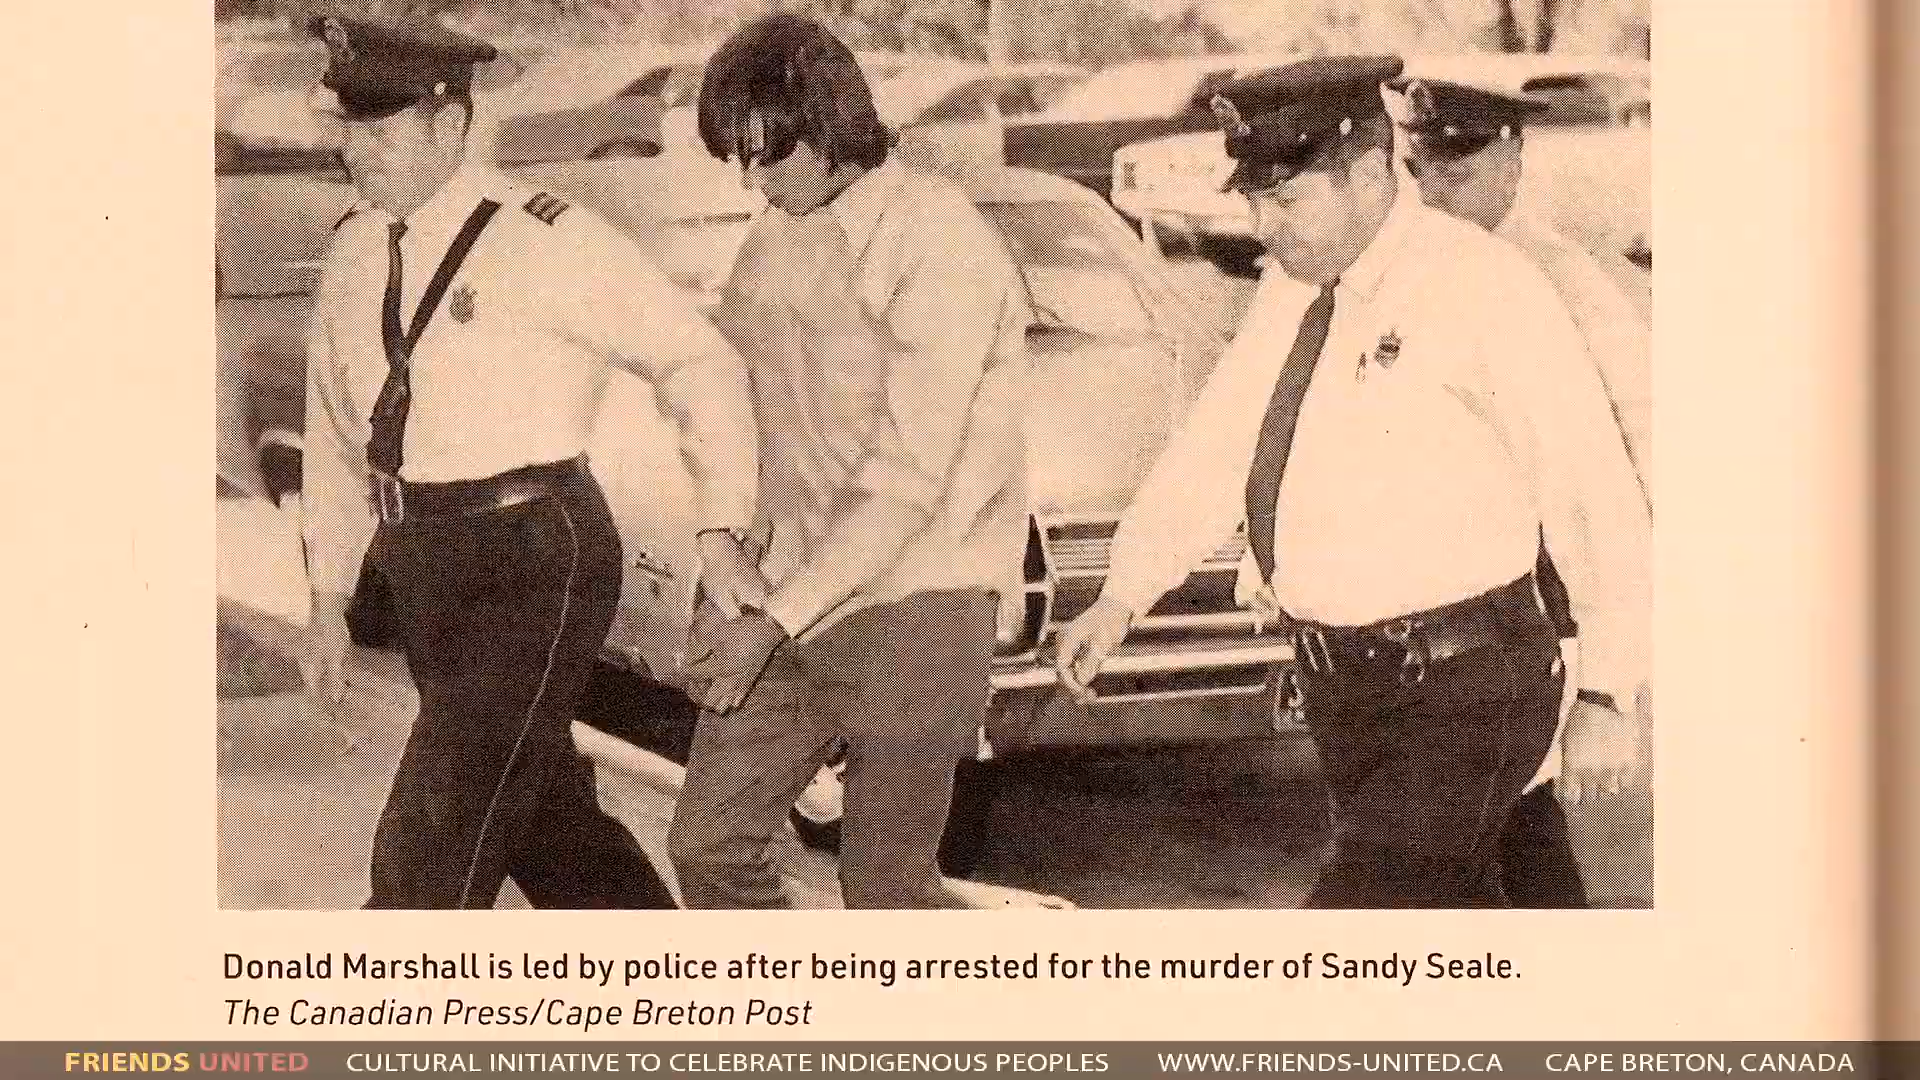 Donald Marshall is led by police after being arrested for the murder of Sandy Seale.
The Canadian Press/Cape Breton Post
FRIENDS UNITED CULTURAL INITIATIVE TO CELEBRATE INDIGENOUS PEOPLES WWW.FRIENDS-UNITED.CA CAPE BRETON, CANADA